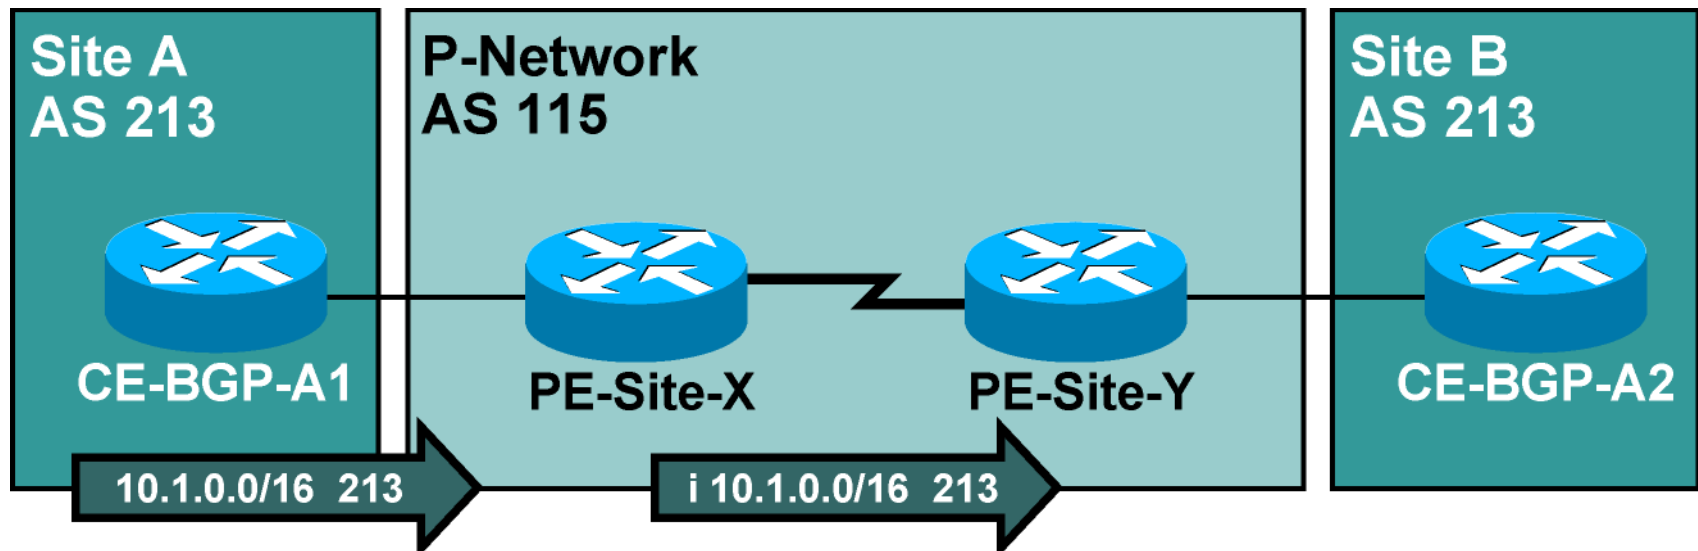 Site A
AS 213
P-Network
AS 115
Site B
AS 213
CE-BGP-A1
PE-Site-X
PE-Site-Y
CE-BGP-A2
10.1.0.0/16 213
i 10.1.0.0/16 213